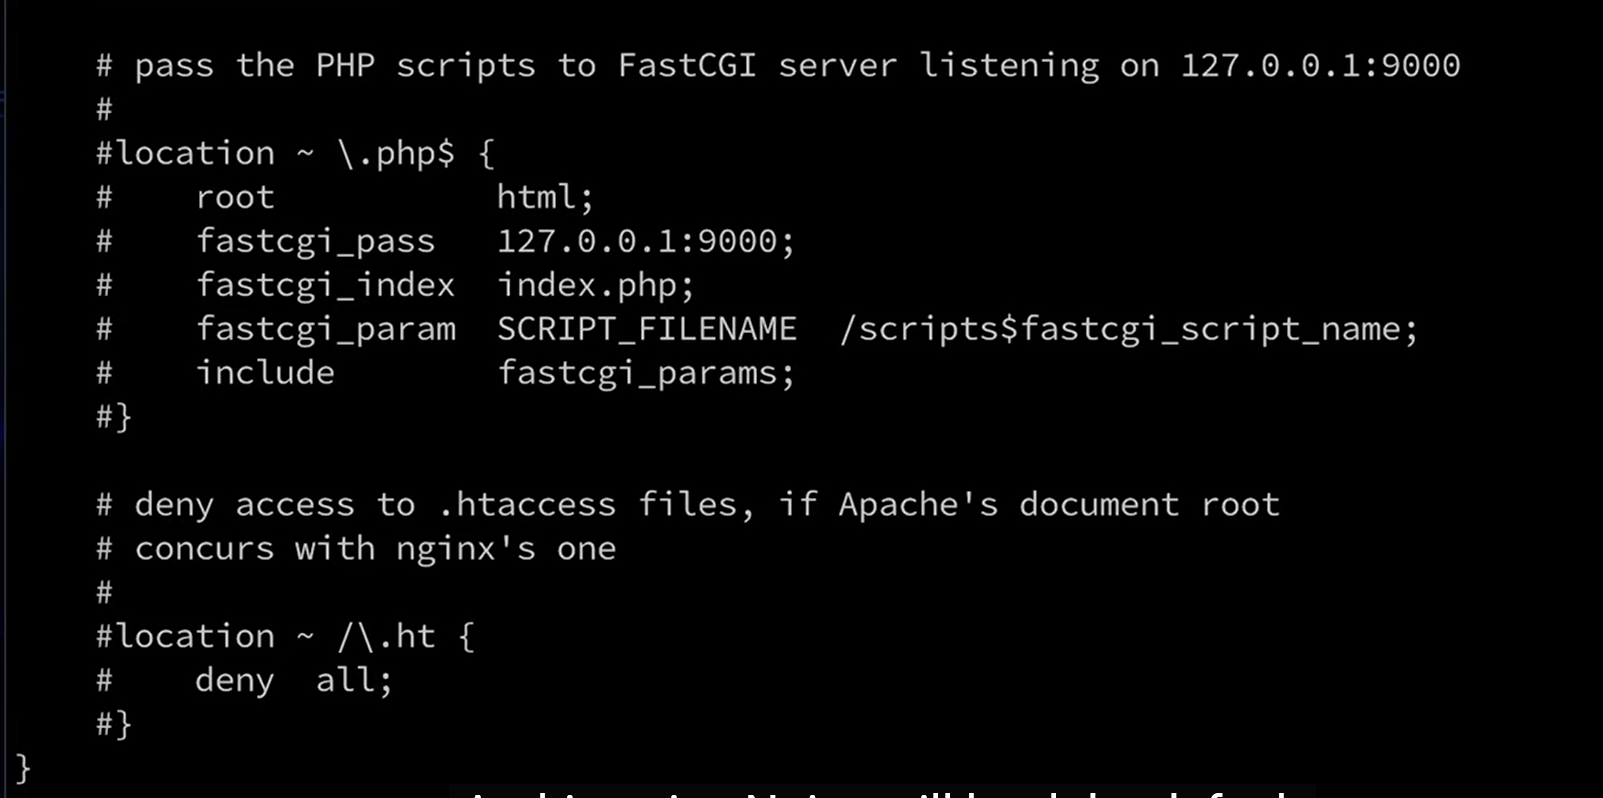 # pass the PHP scripts to FastCGI server listening on 127.0.0.1:9000
#
#location ~ \.php$ {
#    root           html;
#    fastcgi_pass   127.0.0.1:9000;
#    fastcgi_index  index.php;
#    fastcgi_param  SCRIPT_FILENAME  /scripts$fastcgi_script_name;
#    include        fastcgi_params;
#}
# deny access to .htaccess files, if Apache's document root
# concurs with nginx's one
#
#location ~ /\.ht {
#    deny  all;
#}
}